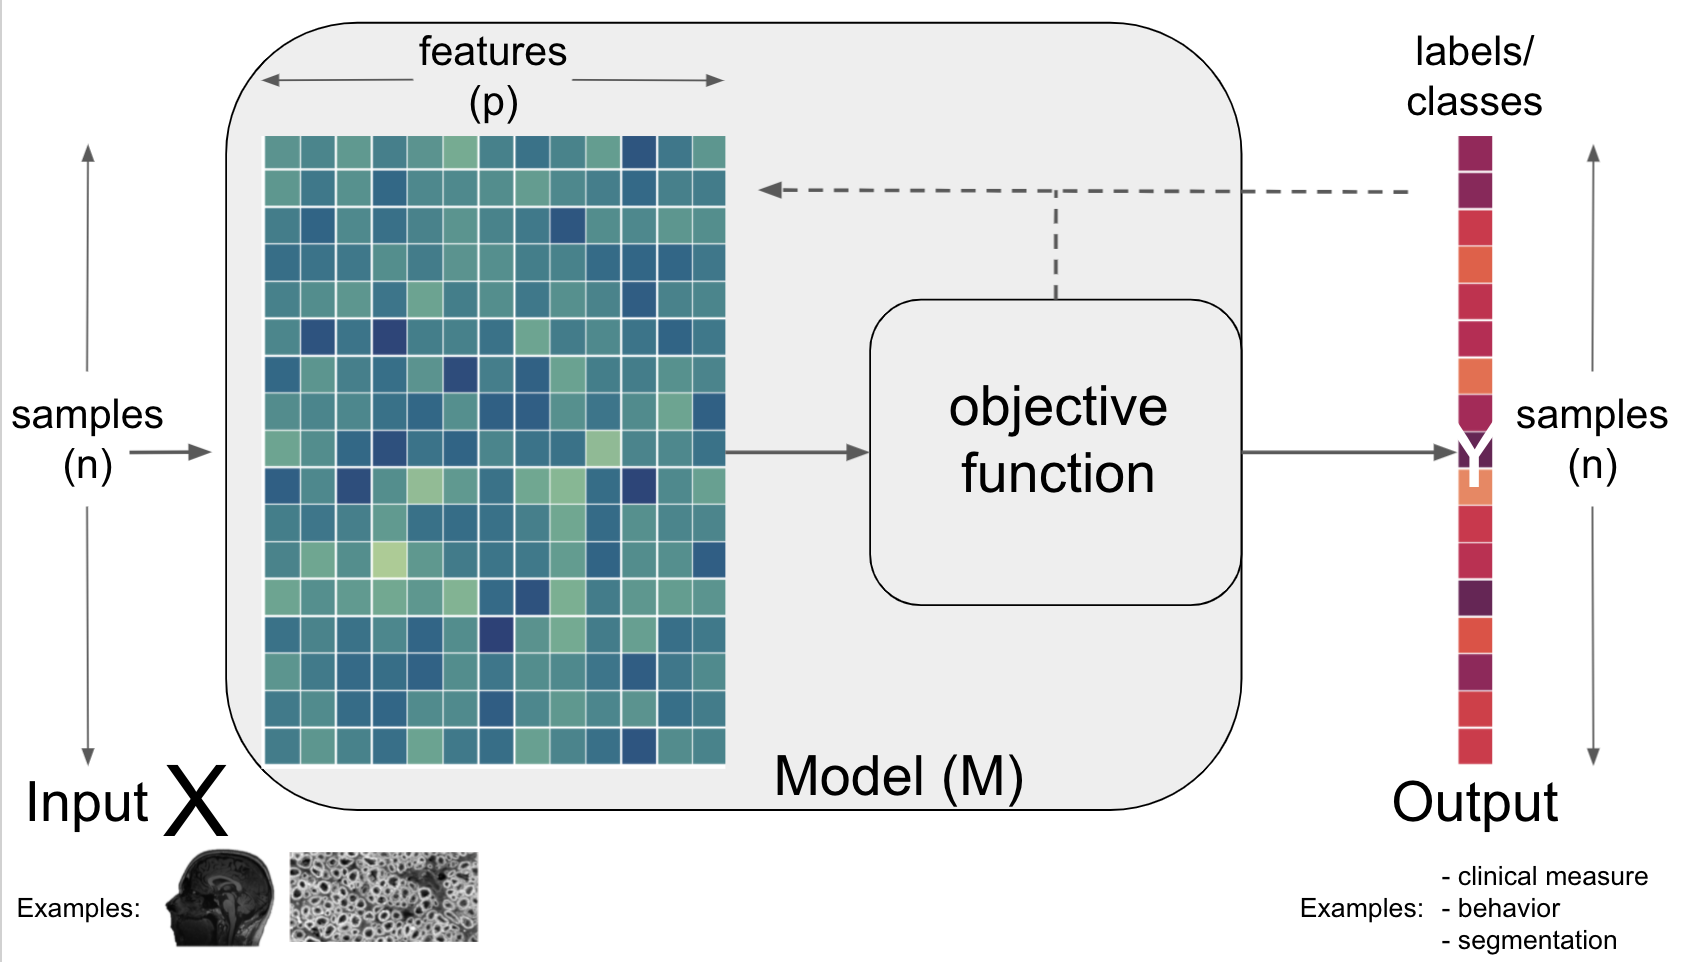 features
(p)
labels/
classes
samples
(n)
objective
function
Y
samples
(n)
Model (M)
Input X
Output
Examples:
Examples:
- clinical measure
- behavior
- segmentation